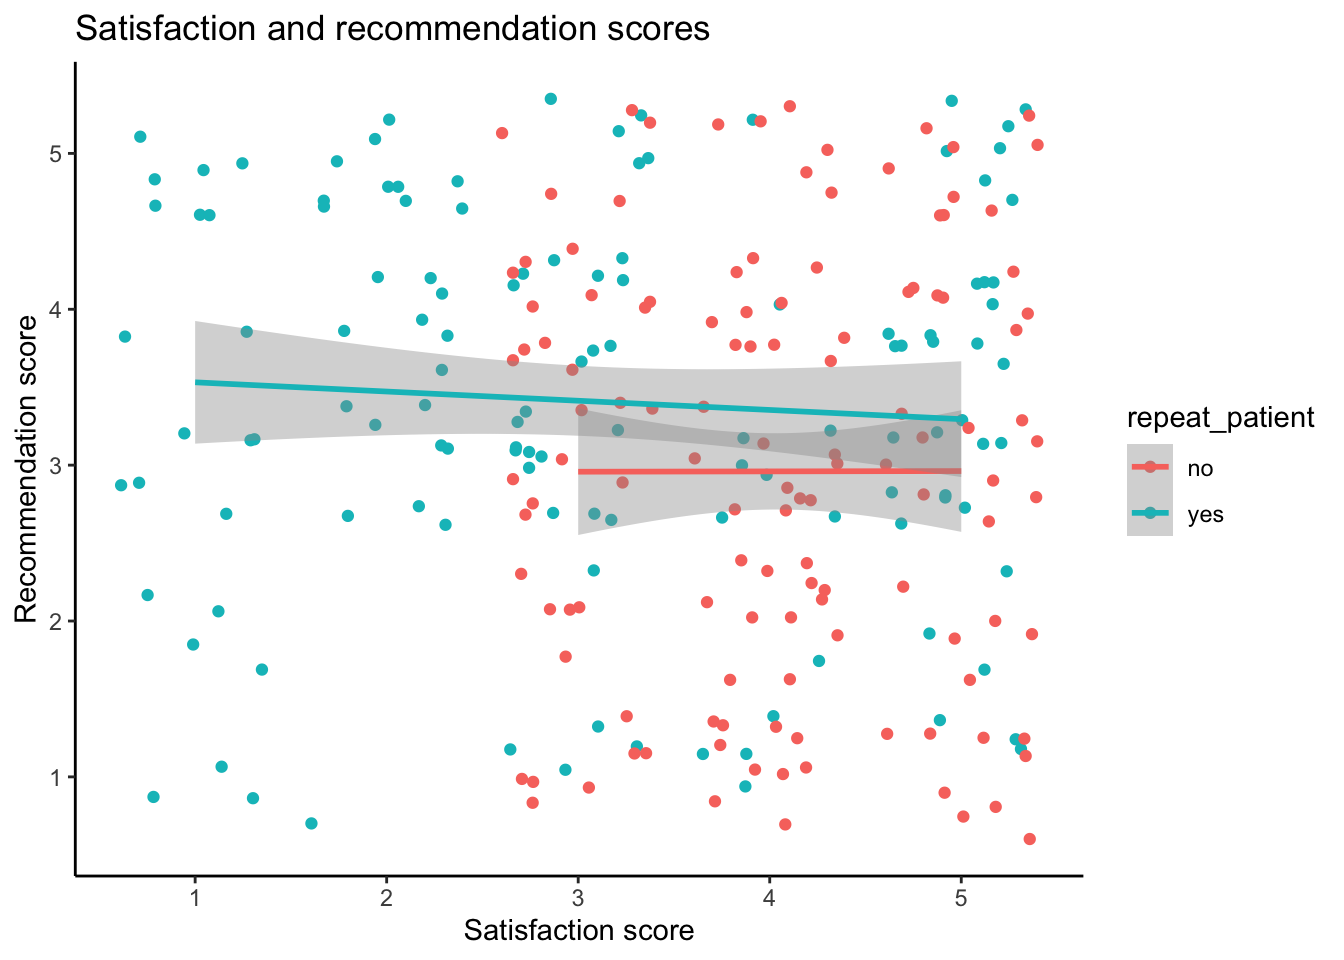 Satisfaction and recommendation scores
Recommendation score
5
4
3
2
1
1 2 3 4 5
Satisfaction score
repeat_patient
no
yes